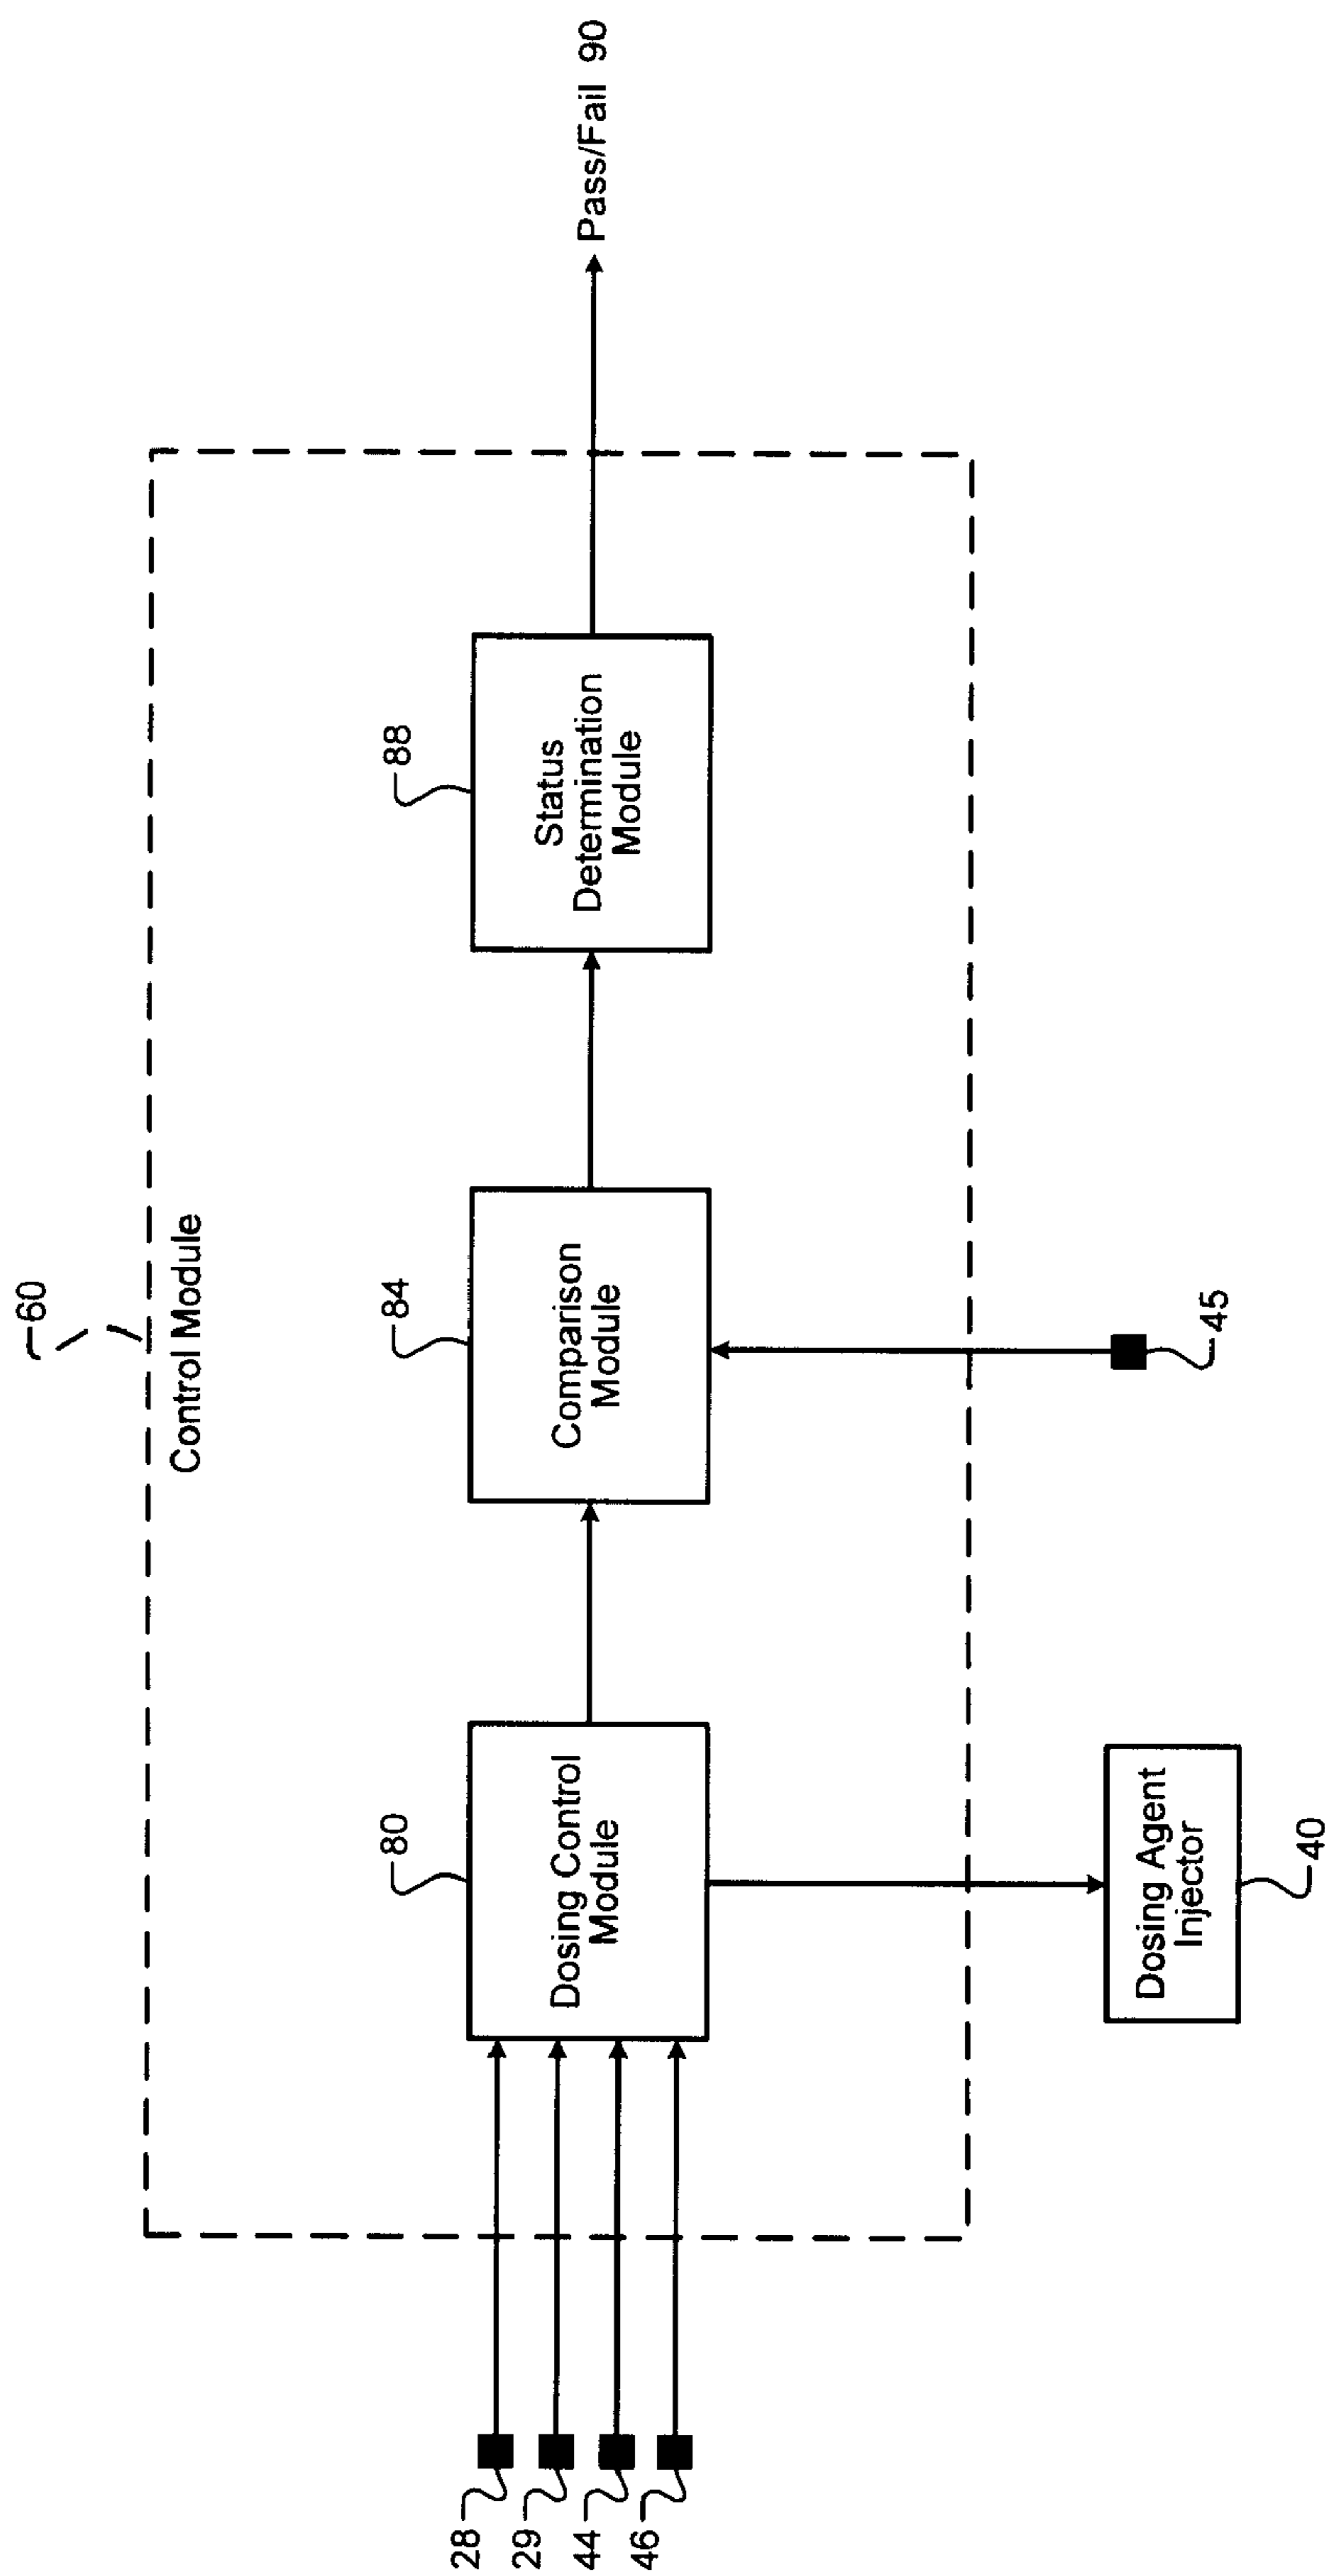 60
Control Module
80
84
88
28
29
44
46
Dosing Control
Module
Comparison
Module
Status
Determination
Module
Pass/Fail 90
Dosing Agent
Injector
40
45